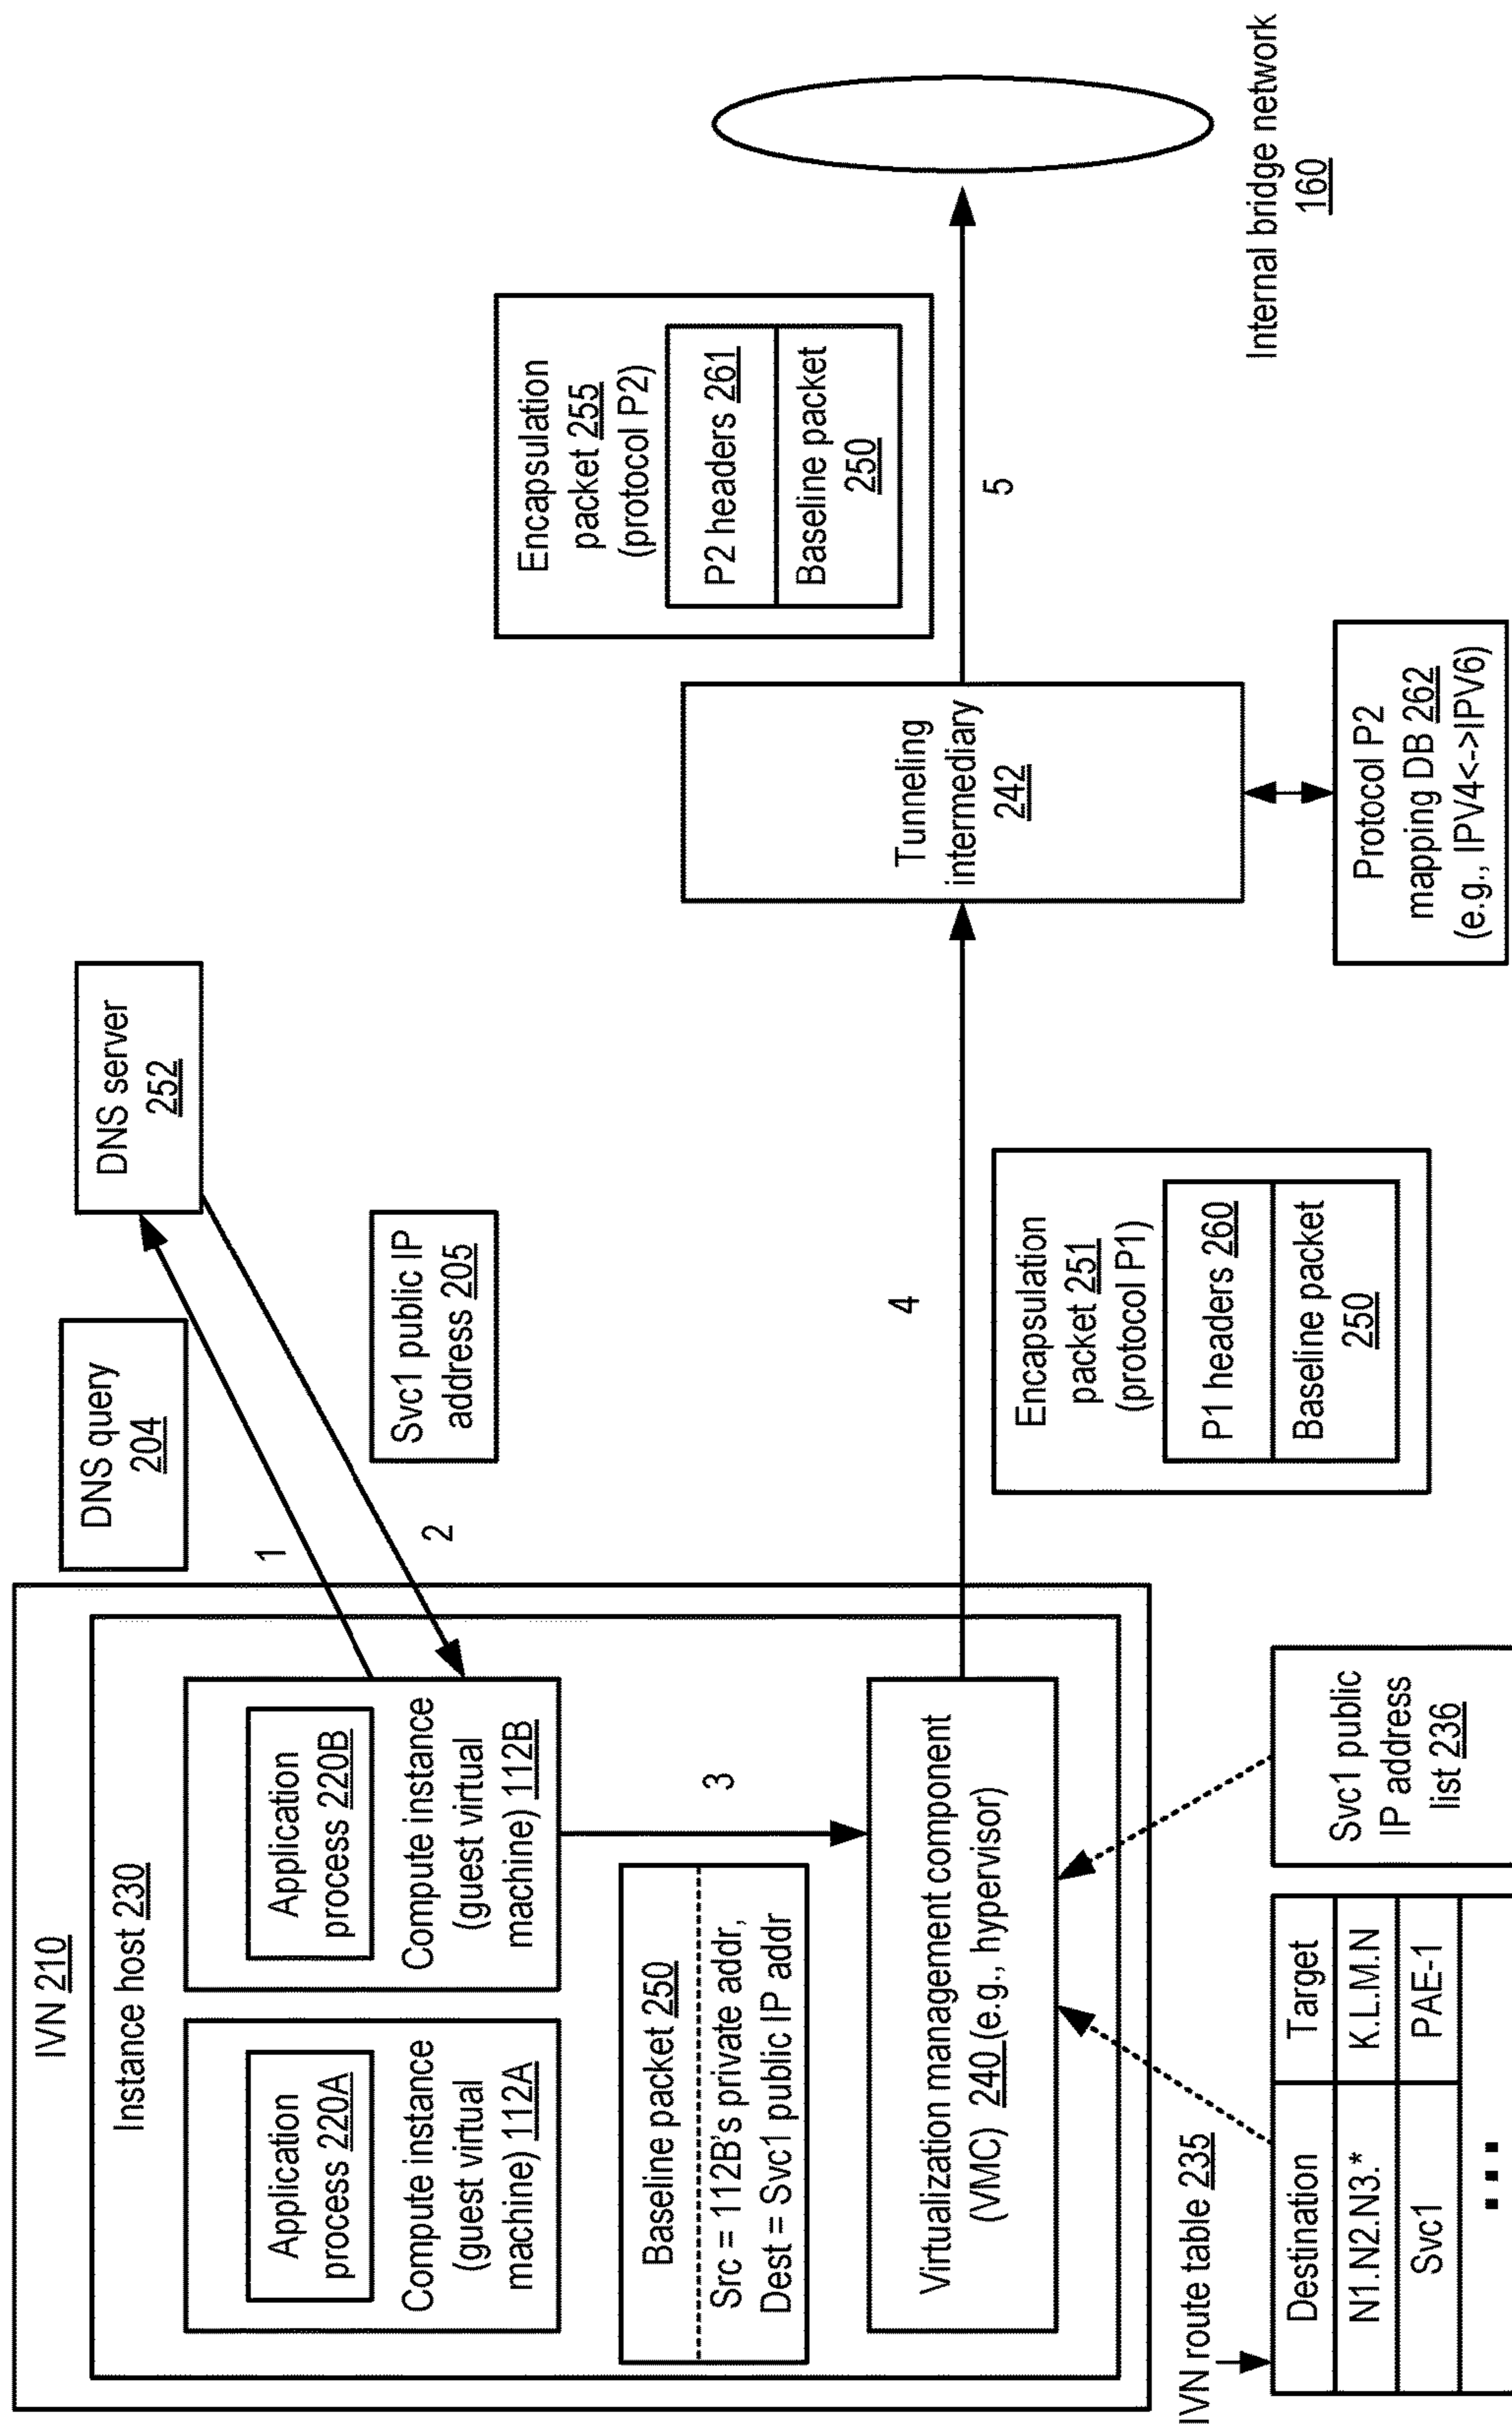 IVN 210
Instance host 230
Application
process 220A
Compute instance
(guest virtual
machine) 112A
Application
process 220B
Compute instance
(guest virtual
machine) 112B
DNS query
204
1
2
Svc1 public IP
address 205
DNS server
252
Baseline packet 250
Src = 112B's private addr,
Dest = Svc1 public IP addr
3
Virtualization management component
(VMC) 240 (e.g., hypervisor)
4
Encapsulation
packet 251
(protocol P1)
P1 headers 260
Baseline packet
250
Tunneling
intermediary
242
Encapsulation
packet 255
(protocol P2)
P2 headers 261
Baseline packet
250
5
Internal bridge network
160
IVN route table 235
Destination Target
N1.N2.N3.* K.L.M.N
Svc1 PAE-1
...
Svc1 public
IP address
list 236
Protocol P2
mapping DB 262
(e.g., IPV4<->IPV6)